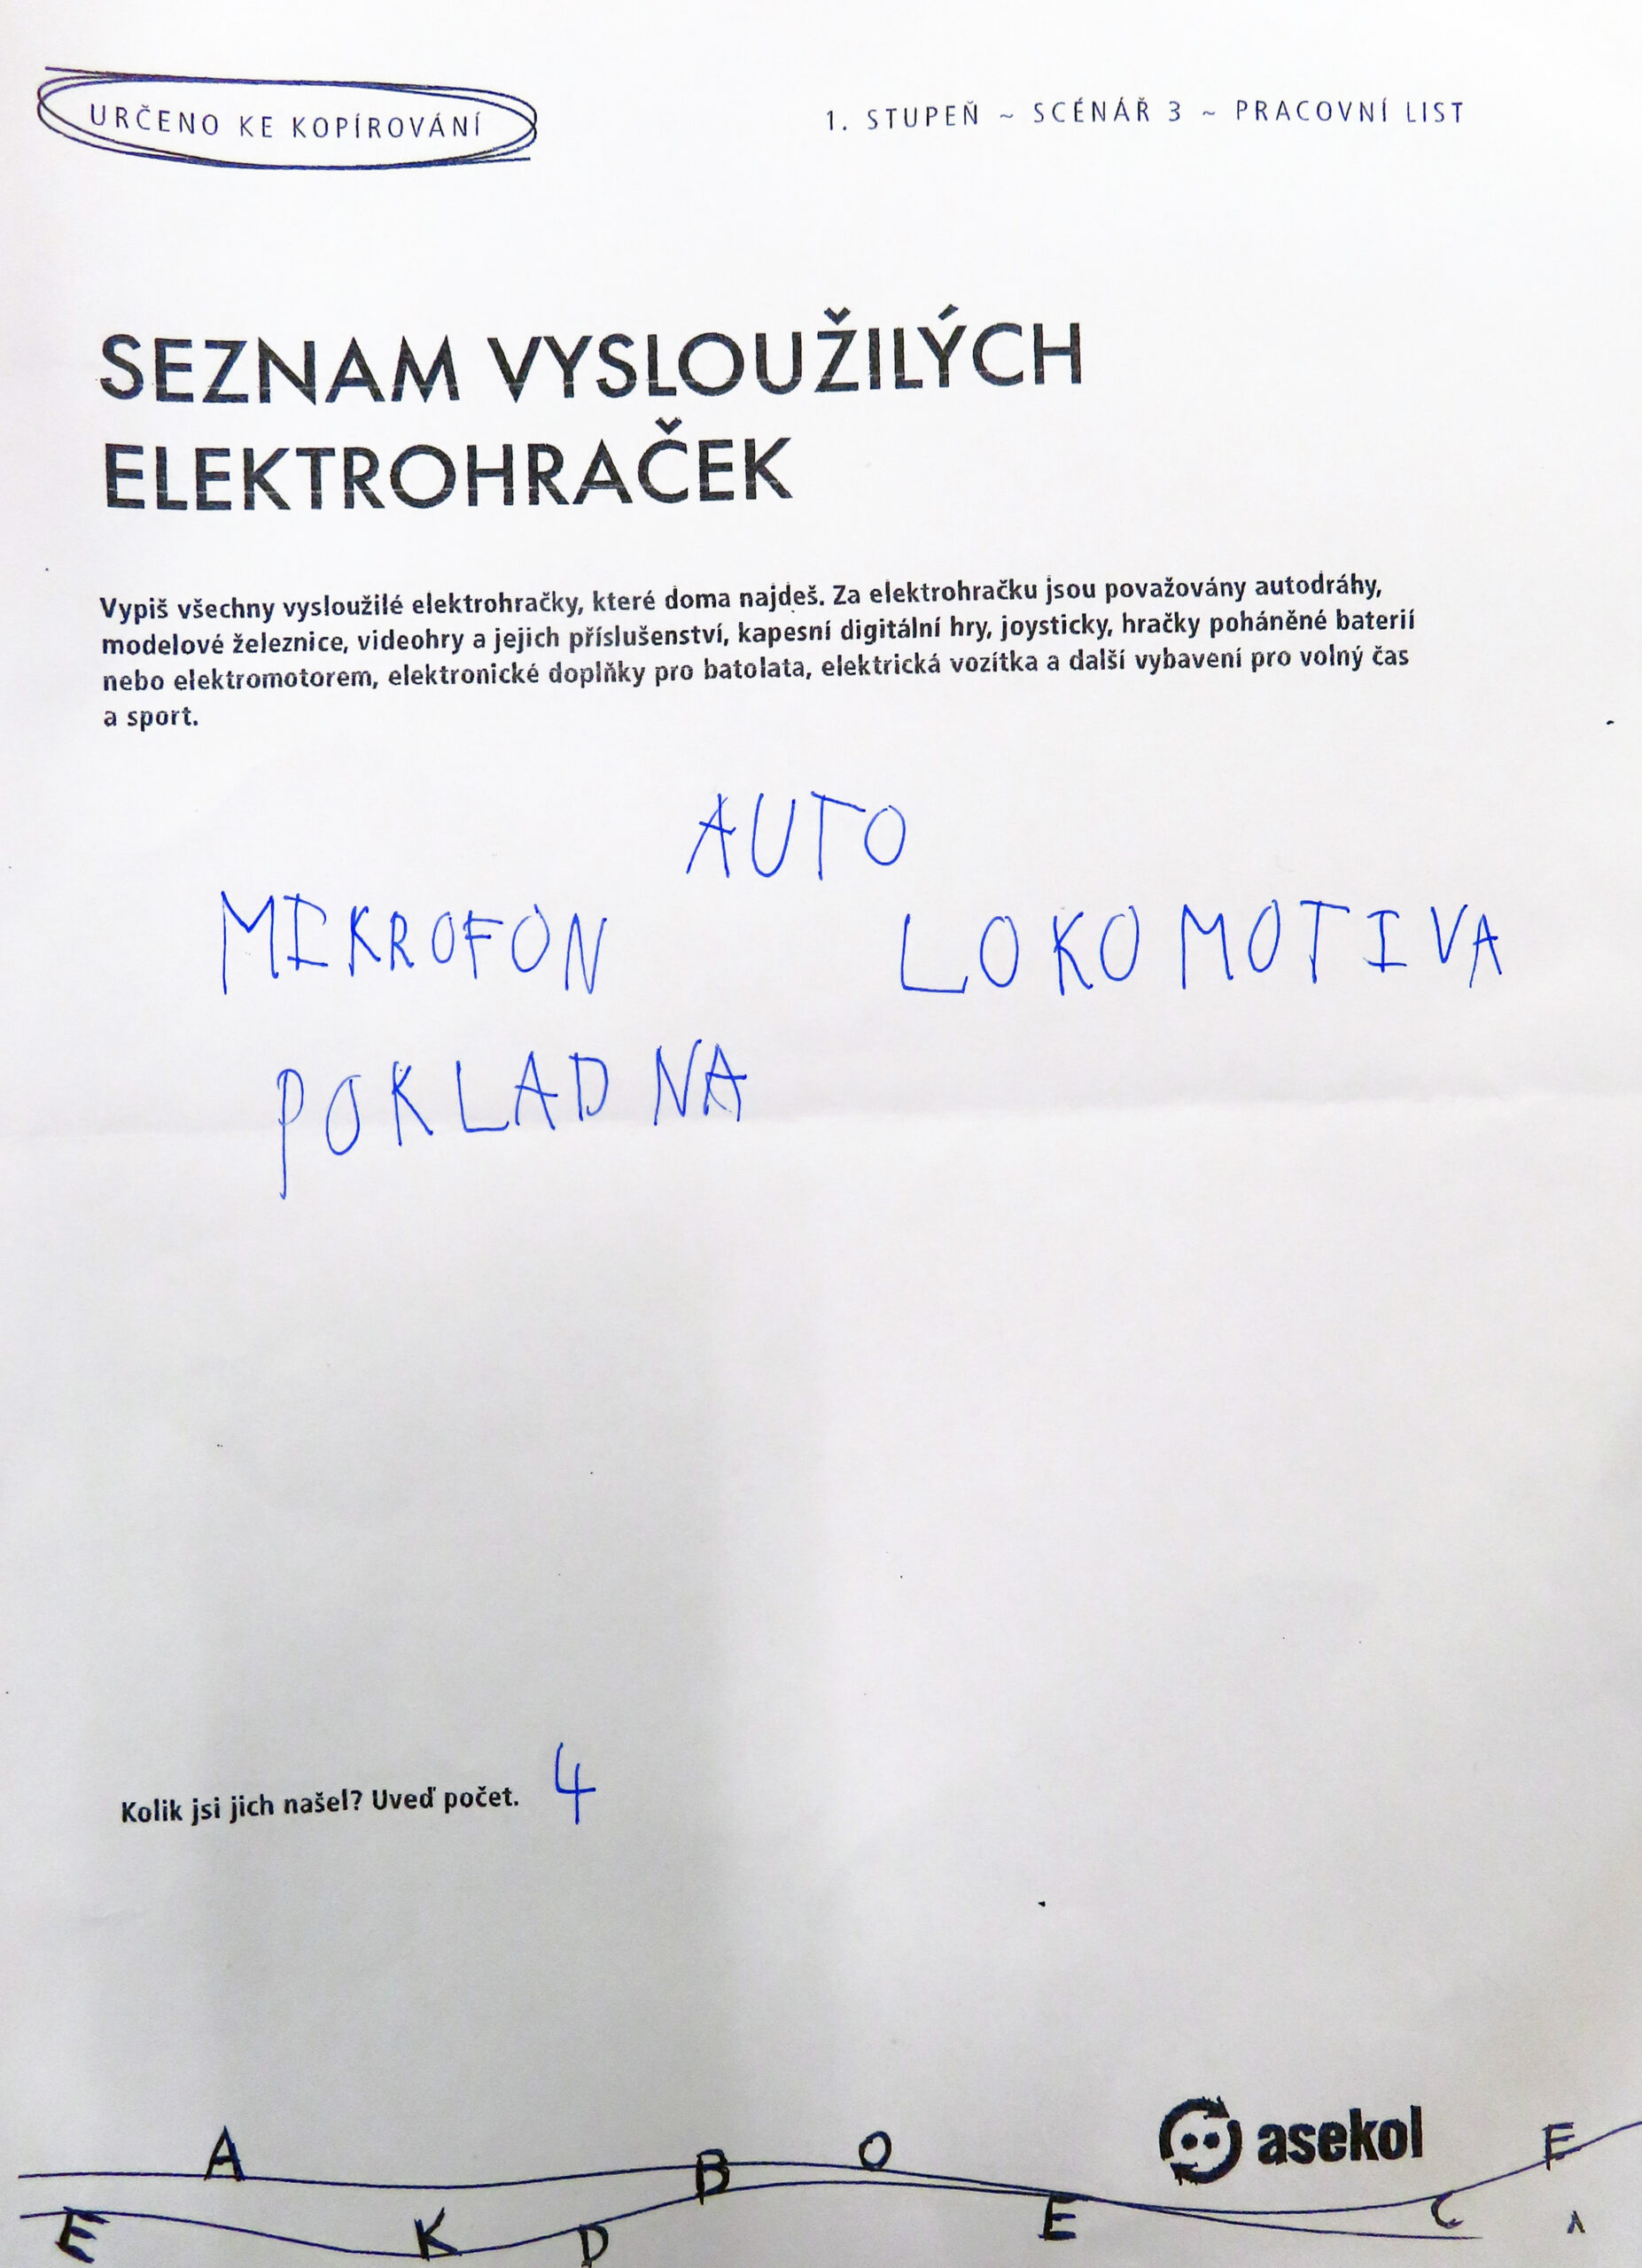 URČENO KE KOPÍROVÁNÍ
1. STUPEŇ ~ SCÉNÁŘ 3 ~ PRACOVNÍ LIST
SEZNAM VYSLOUŽILÝCH
ELEKTROHRAČEK
Vypiš všechny vysloužilé elektrohračky, které doma najdeš. Za elektrohračku jsou považovány autodráhy,
modelové železnice, videohry a jejich příslušenství, kapesní digitální hry, joysticky, hračky poháněné baterií
nebo elektromotorem, elektronické doplňky pro batolata, elektrická vozítka a další vybavení pro volný čas
a sport.
AUTO
MIKROFON LOKOMOTIVA
POKLADNA
Kolik jsi jich našel? Uveď počet. 4
asekol
A B O E
E K D E C